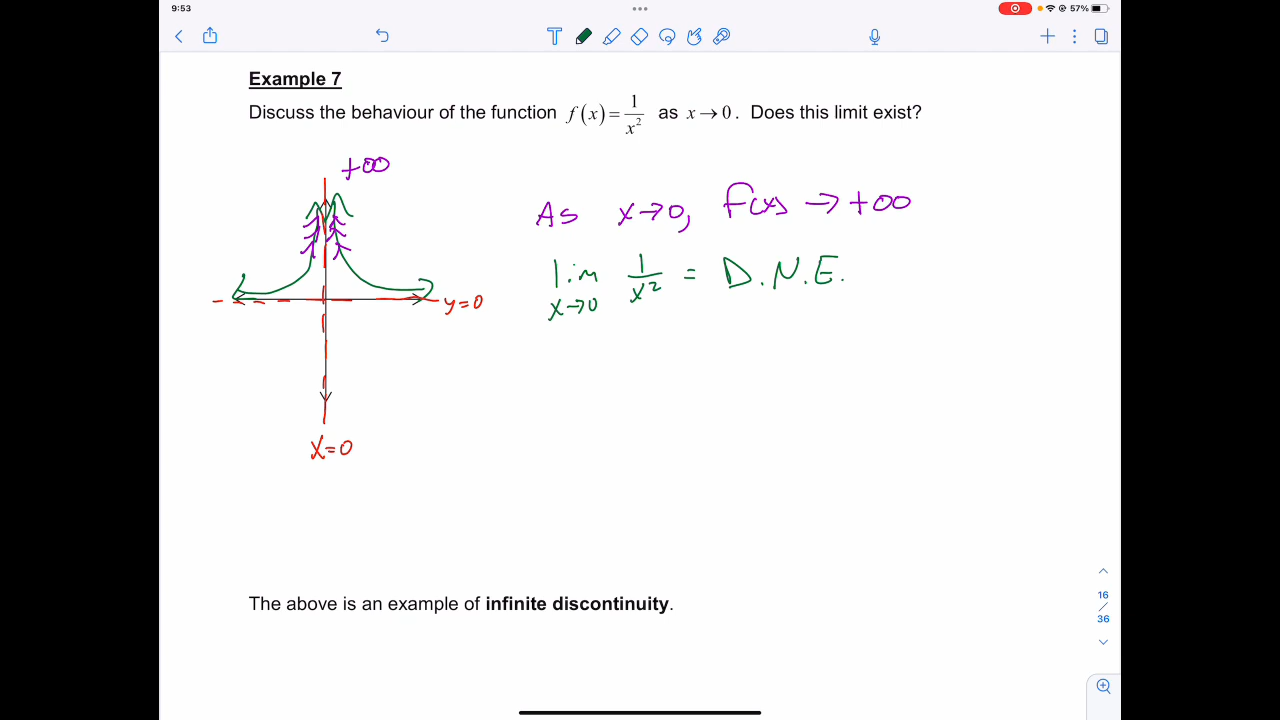 9:53
57%
Example 7
Discuss the behaviour of the function f(x) = 1/x² as x → 0. Does this limit exist?
+∞
As x → 0, f(x) → +∞
lim x→0 1/x² = D.N.E.
y=0
x=0
The above is an example of infinite discontinuity.
16
/
36